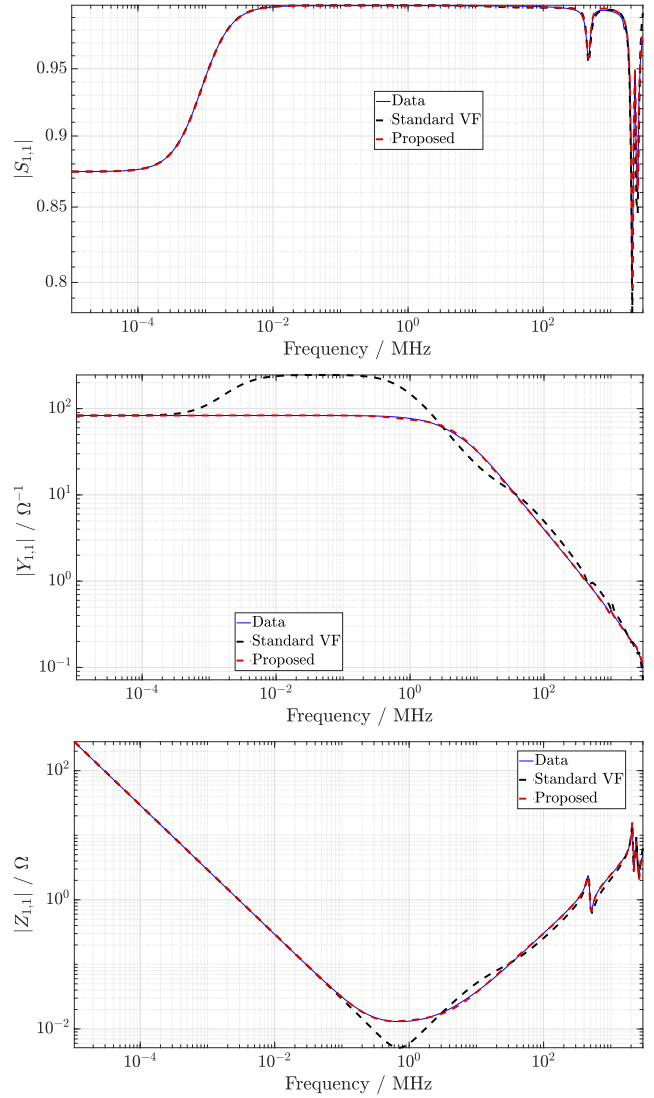 |S1,1|
0.95
0.9
0.85
0.8
Data
Standard VF
Proposed
10⁻⁴ 10⁻² 10⁰ 10²
Frequency / MHz
|Y1,1| / Ω⁻¹
10²
10¹
10⁰
10⁻¹
Data
Standard VF
Proposed
10⁻⁴ 10⁻² 10⁰ 10²
Frequency / MHz
|Z1,1| / Ω
10²
10⁰
10⁻²
Data
Standard VF
Proposed
10⁻⁴ 10⁻² 10⁰ 10²
Frequency / MHz